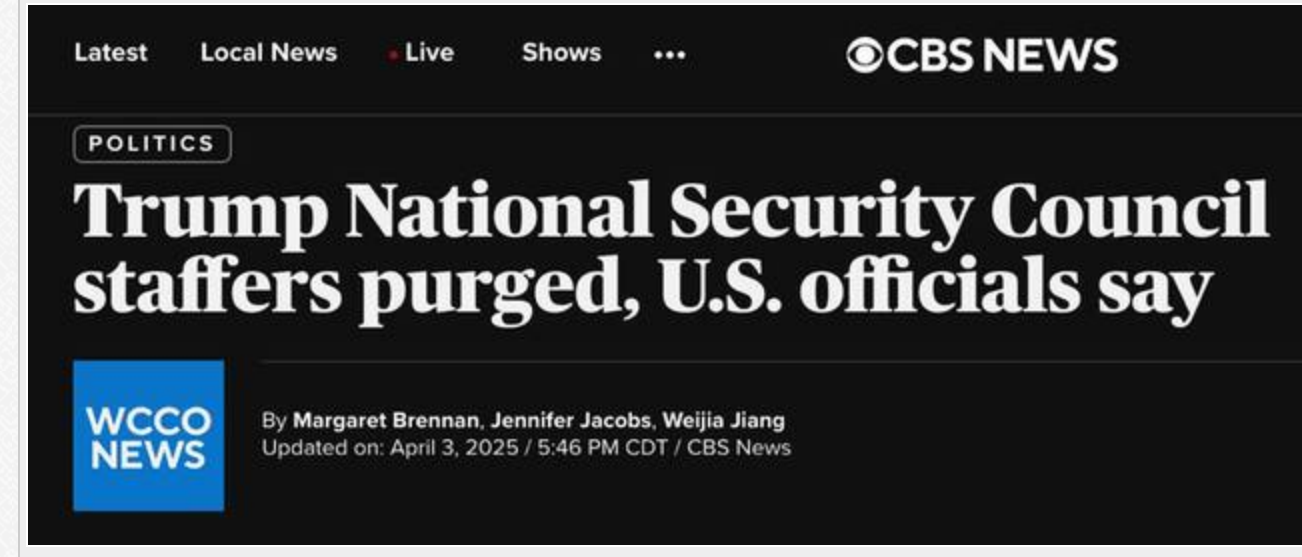 Latest Local News • Live Shows ••• CBS NEWS
POLITICS
Trump National Security Council
staffers purged, U.S. officials say
WCCO
NEWS
By Margaret Brennan, Jennifer Jacobs, Weijia Jiang
Updated on: April 3, 2025 / 5:46 PM CDT / CBS News